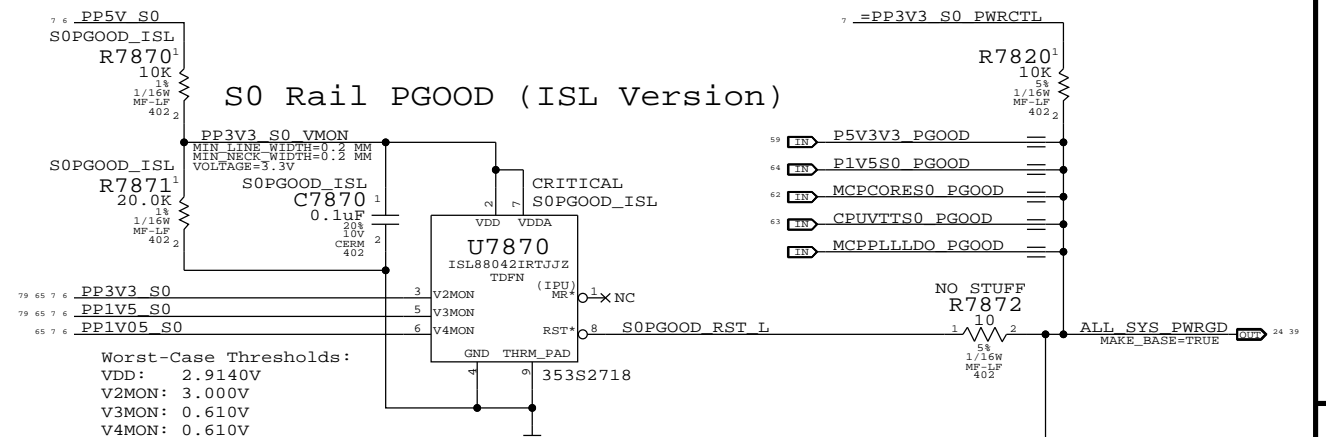 7 6 PP5V_S0
S0PGOOD_ISL
R7870 1
10K
1%
1/16W
MF-LF
402 2
S0 Rail PGOOD (ISL Version)
PP3V3_S0_VMON
MIN_LINE_WIDTH=0.2 MM
MIN_NECK_WIDTH=0.2 MM
VOLTAGE=3.3V
S0PGOOD_ISL
R7871 1
20.0K
1%
1/16W
MF-LF
402 2
S0PGOOD_ISL
C7870 1
0.1uF
20%
10V
CERM
402
2
CRITICAL
S0PGOOD_ISL
2 7
VDD VDDA
U7870
ISL88042IRTJJZ
TDFN
(IPU)
MR* 1 NC
79 65 7 6 PP3V3_S0 3 V2MON
79 65 7 6 PP1V5_S0 5 V3MON
65 7 6 PP1V05_S0 6 V4MON
RST* 8 S0PGOOD_RST_L
GND THRM_PAD
4 9
353S2718
Worst-Case Thresholds:
VDD: 2.9140V
V2MON: 3.000V
V3MON: 0.610V
V4MON: 0.610V
7 =PP3V3_S0_PWRCTL
R7820 1
10K
5%
1/16W
MF-LF
402 2
59 IN P5V3V3_PGOOD
64 IN P1V5S0_PGOOD
62 IN MCPCORES0_PGOOD
63 IN CPUVTTS0_PGOOD
IN MCPPLLLDO_PGOOD
NO STUFF
R7872
1 10 2
5%
1/16W
MF-LF
402
ALL_SYS_PWRGD OUT 24 39
MAKE_BASE=TRUE